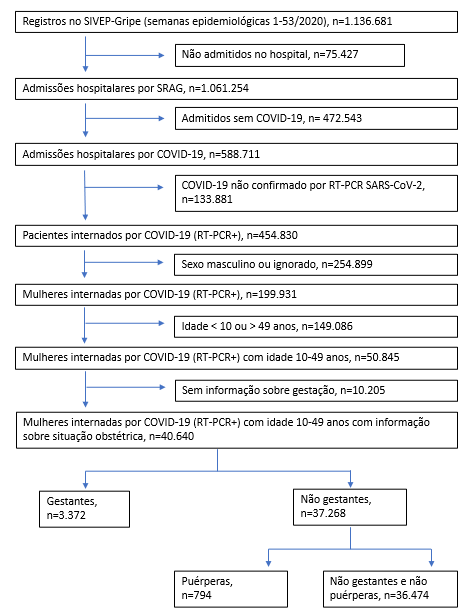 Registros no SIVEP-Gripe (semanas epidemiológicas 1-53/2020), n=1.136.681
Não admitidos no hospital, n=75.427
Admissões hospitalares por SRAG, n=1.061.254
Admitidos sem COVID-19, n= 472.543
Admissões hospitalares por COVID-19, n=588.711
COVID-19 não confirmado por RT-PCR SARS-CoV-2,
n=133.881
Pacientes internados por COVID-19 (RT-PCR+), n=454.830
Sexo masculino ou ignorado, n=254.899
Mulheres internadas por COVID-19 (RT-PCR+), n=199.931
Idade < 10 ou > 49 anos, n=149.086
Mulheres internadas por COVID-19 (RT-PCR+) com idade 10-49 anos, n=50.845
Sem informação sobre gestação, n=10.205
Mulheres internadas por COVID-19 (RT-PCR+) com idade 10-49 anos com informação
sobre situação obstétrica, n=40.640
Gestantes,
n=3.372
Não gestantes,
n=37.268
Puérperas,
n=794
Não gestantes e não
puérperas, n=36.474